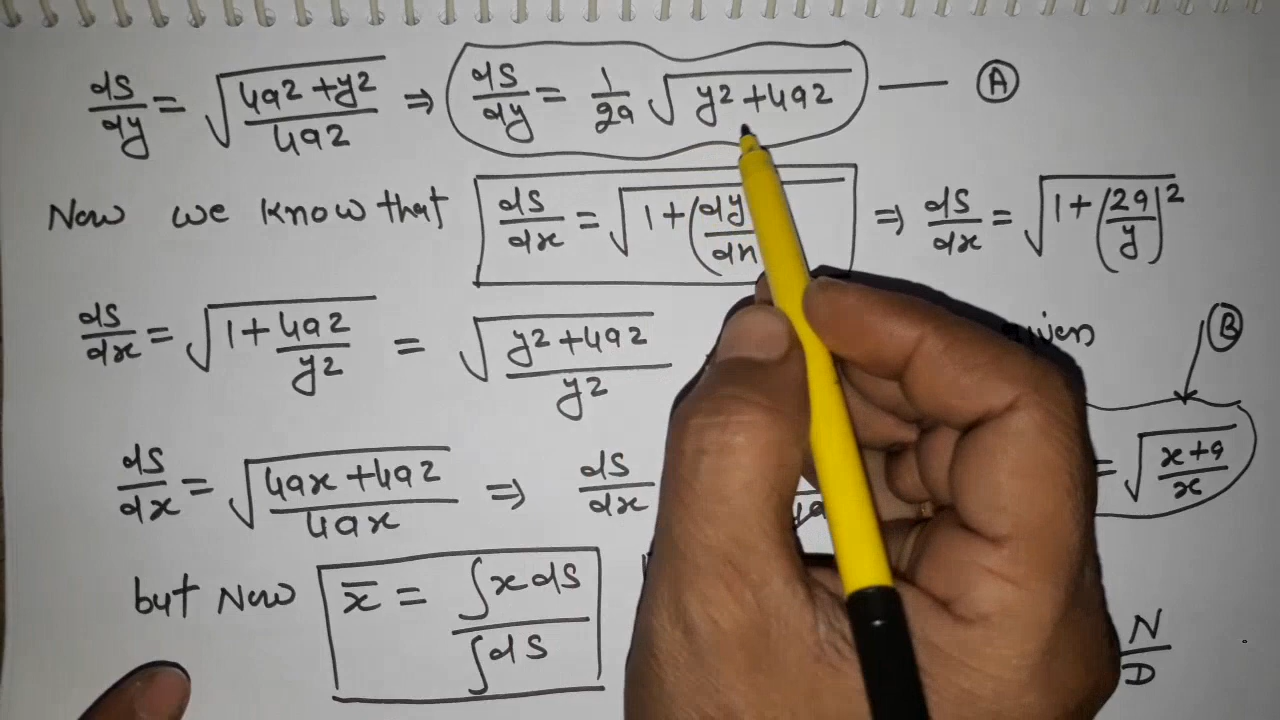 dS/dy = √((4a²+y²)/4a²) ⇒ dS/dy = 1/2a √(y²+4a²) — Ⓐ
Now we know that dS/dx = √(1+(dy/dx ⇒ dS/dx = √(1+(2a/y)²)
dS/dx = √(1+4a²/y²) = √((y²+4a²)/y²) given Ⓑ
dS/dx = √((4ax+4a²)/4ax) ⇒ dS/dx = √((x+a)/x)
but Now x̄ = ∫x dS / ∫dS N/D